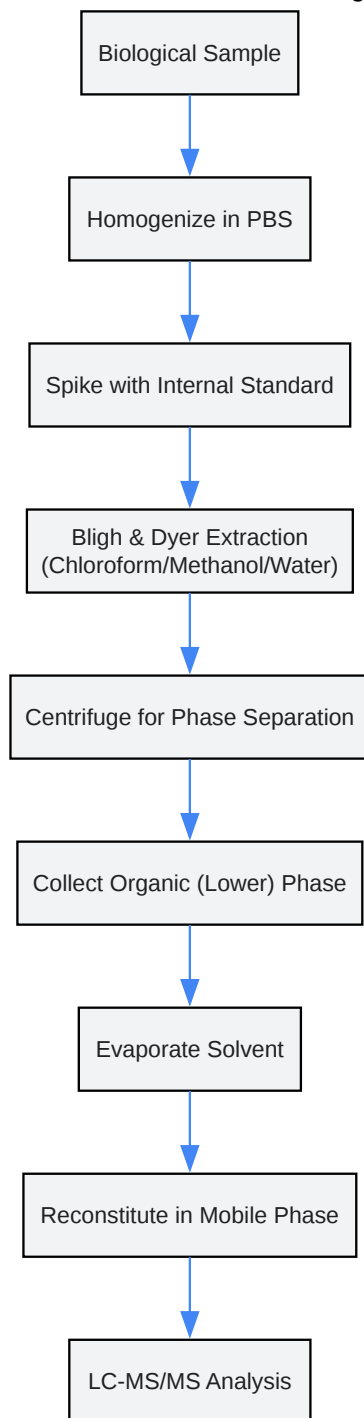 Biological Sample
Homogenize in PBS
Spike with Internal Standard
Bligh & Dyer Extraction
(Chloroform/Methanol/Water)
Centrifuge for Phase Separation
Collect Organic (Lower) Phase
Evaporate Solvent
Reconstitute in Mobile Phase
LC-MS/MS Analysis